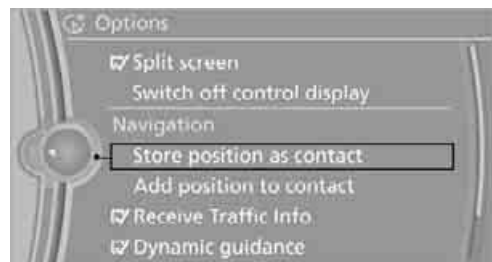 Options
Split screen
Switch off control display
Navigation
Store position as contact
Add position to contact
Receive Traffic Info
Dynamic guidance